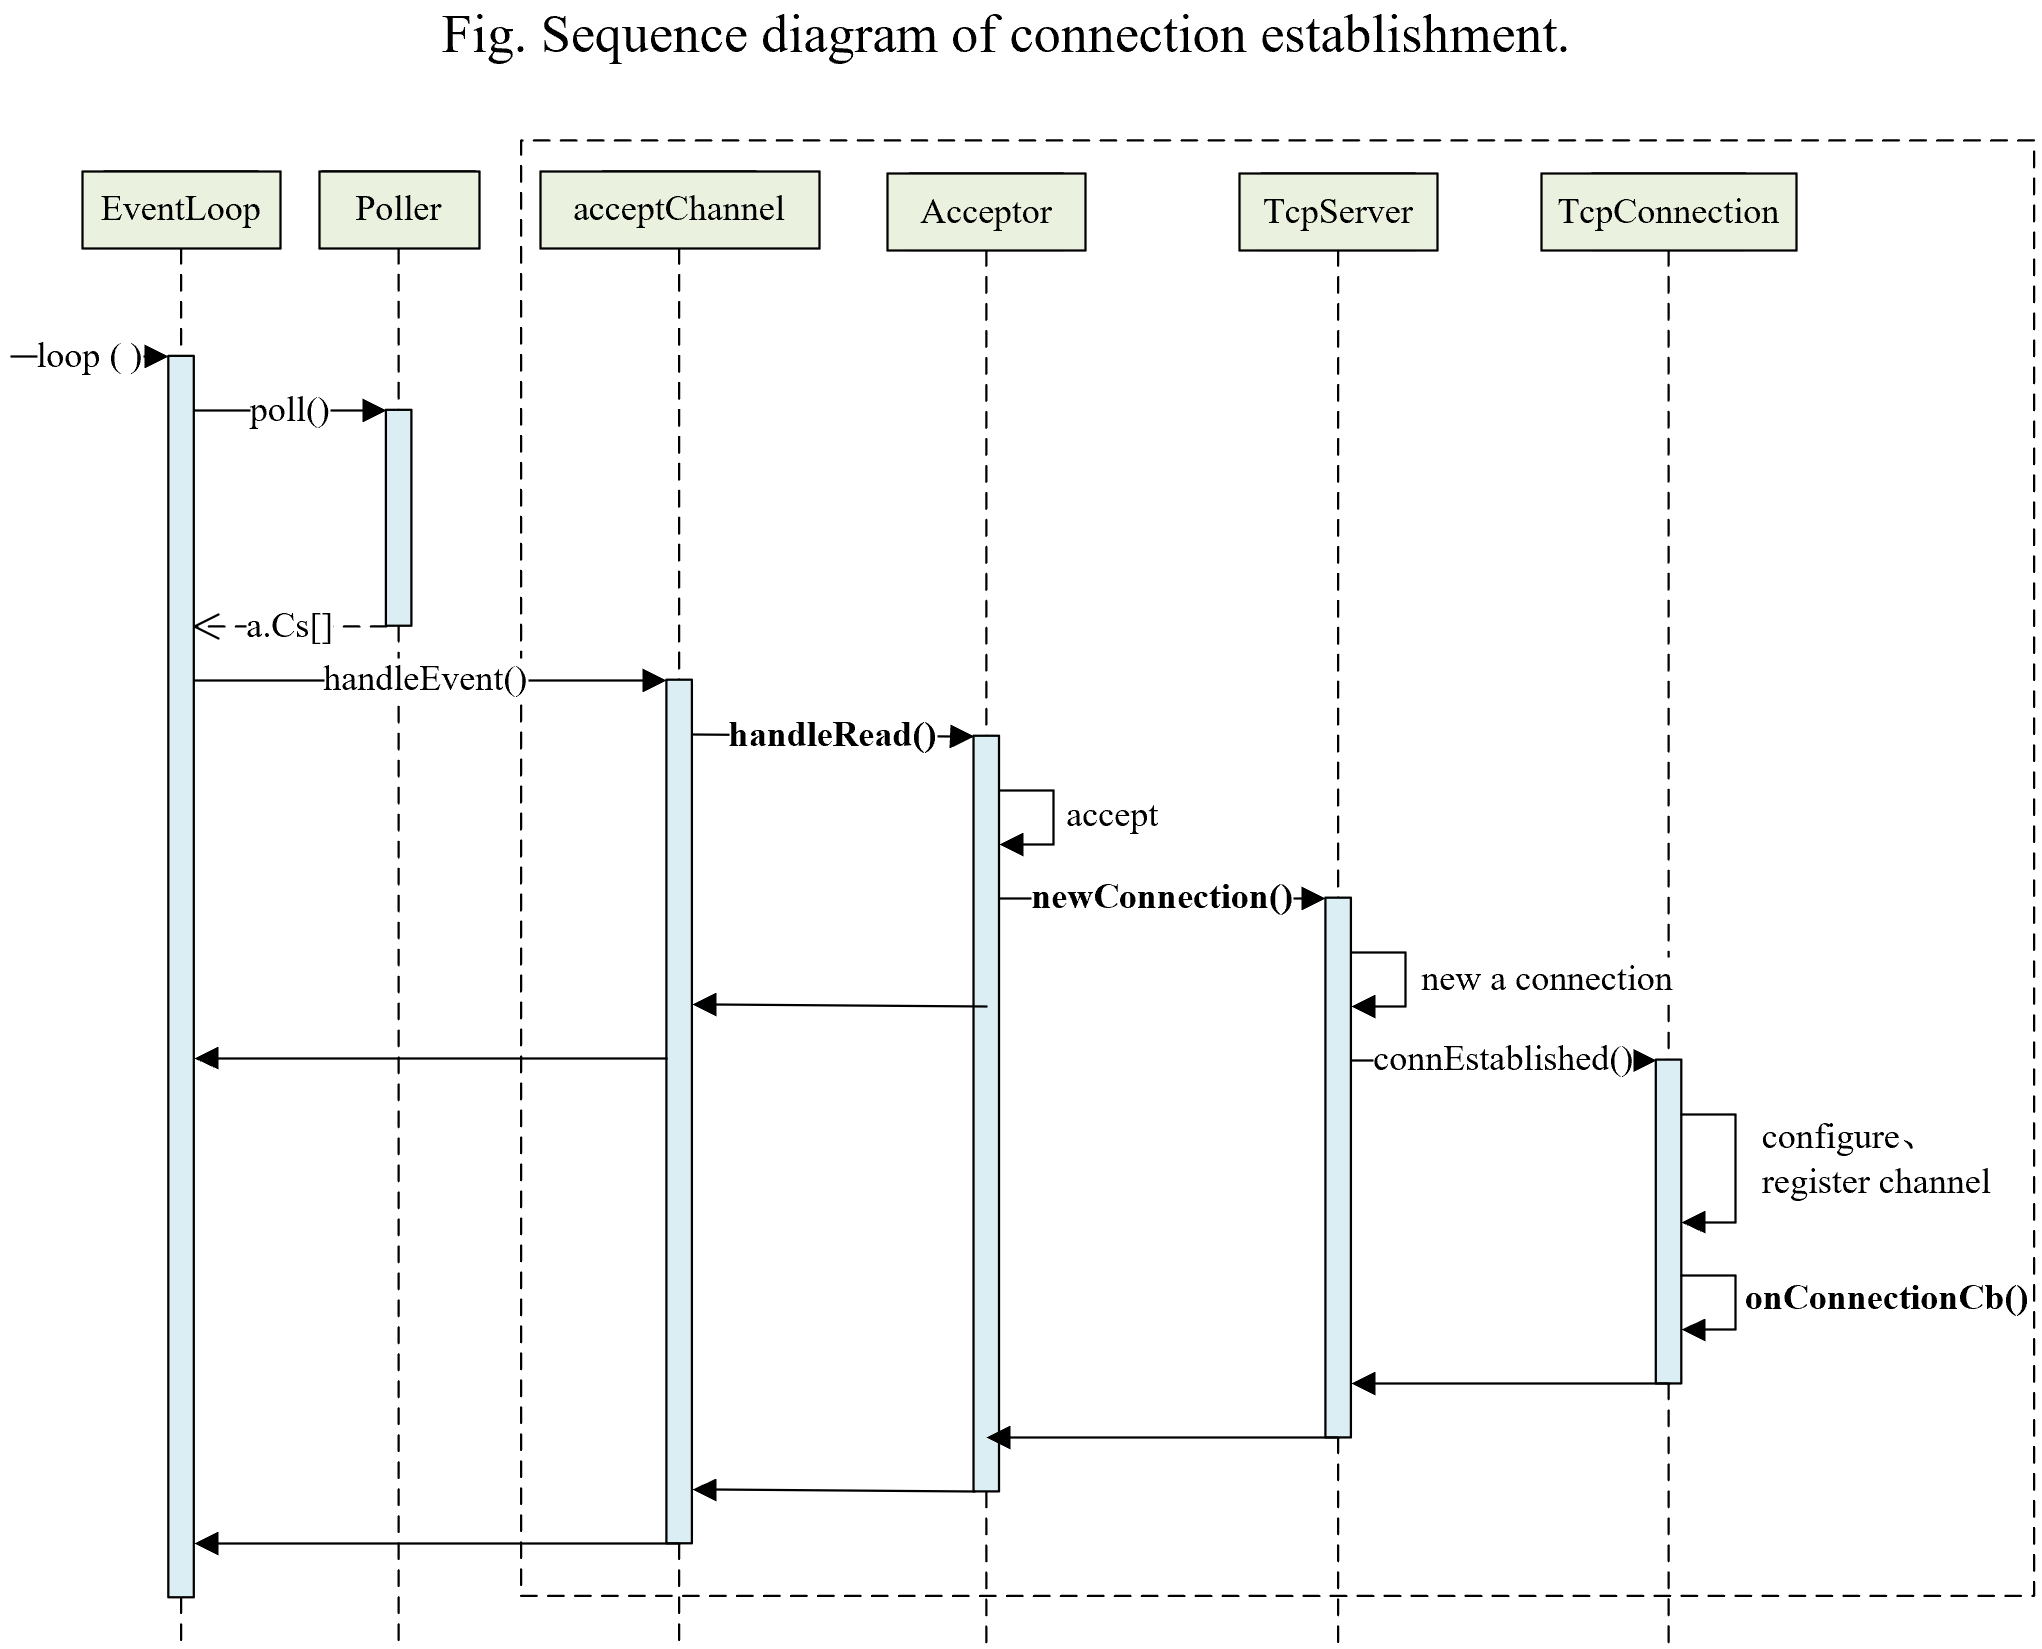 Fig. Sequence diagram of connection establishment.
EventLoop
Poller
acceptChannel
Acceptor
TcpServer
TcpConnection
loop ( )
poll()
a.Cs[]
handleEvent()
handleRead()
accept
newConnection()
new a connection
connEstablished()
configure、
register channel
onConnectionCb()